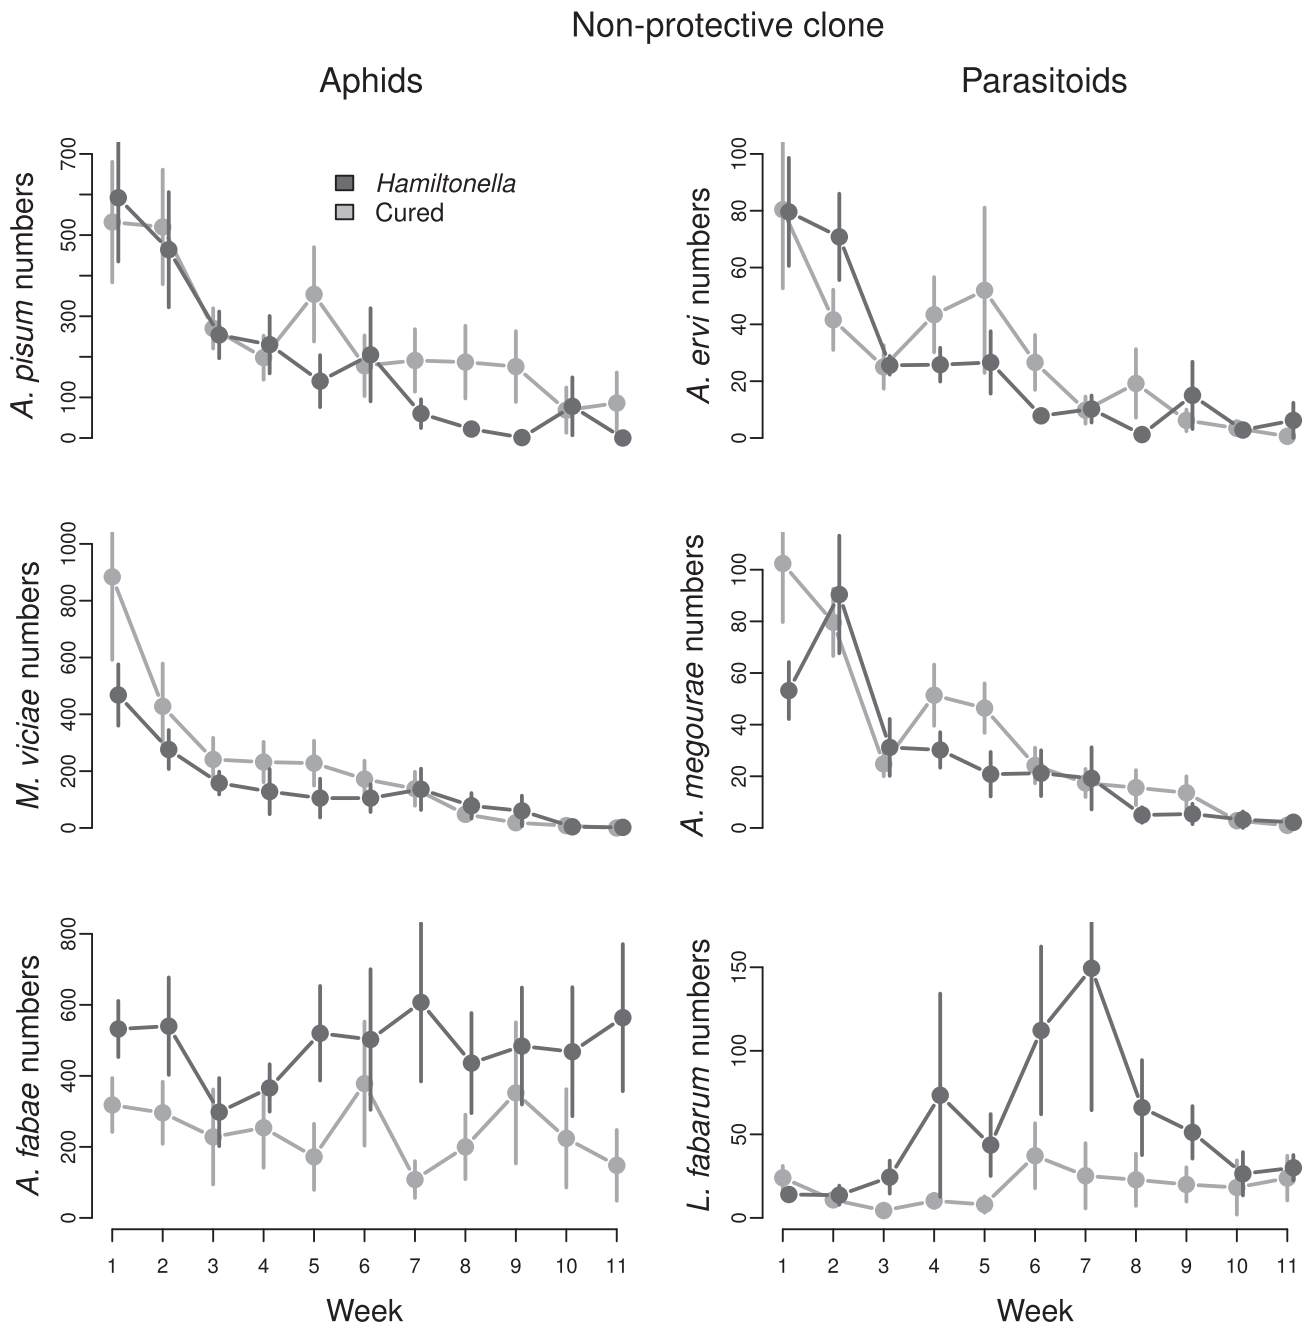 Non-protective clone
Aphids
Parasitoids
A. pisum numbers
0 100 300 500 700
Hamiltonella
Cured
A. ervi numbers
0 20 40 60 80 100
M. viciae numbers
0 200 400 600 800 1000
A. megourae numbers
0 20 40 60 80 100
A. fabae numbers
0 200 400 600 800
1 2 3 4 5 6 7 8 9 10 11
Week
L. fabarum numbers
0 50 100 150
1 2 3 4 5 6 7 8 9 10 11
Week